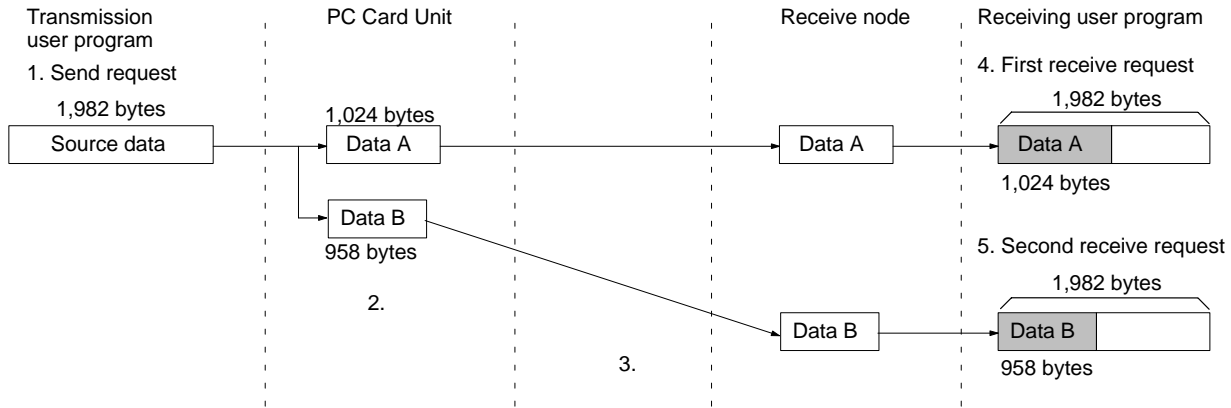 Transmission
user program
PC Card Unit
Receive node
Receiving user program
1. Send request
4. First receive request
1,982 bytes
1,024 bytes
1,982 bytes
Source data
Data A
Data A
Data A
1,024 bytes
Data B
958 bytes
5. Second receive request
1,982 bytes
2.
Data B
Data B
3.
958 bytes